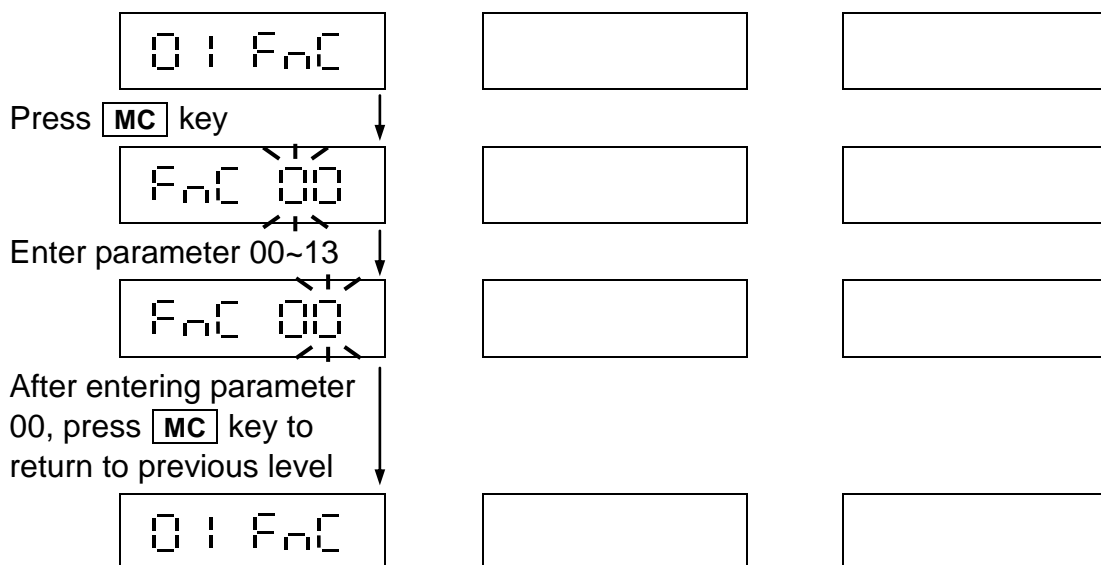 01 FnC
Press MC key
FnC 00
Enter parameter 00~13
FnC 00
After entering parameter
00, press MC key to
return to previous level
01 FnC